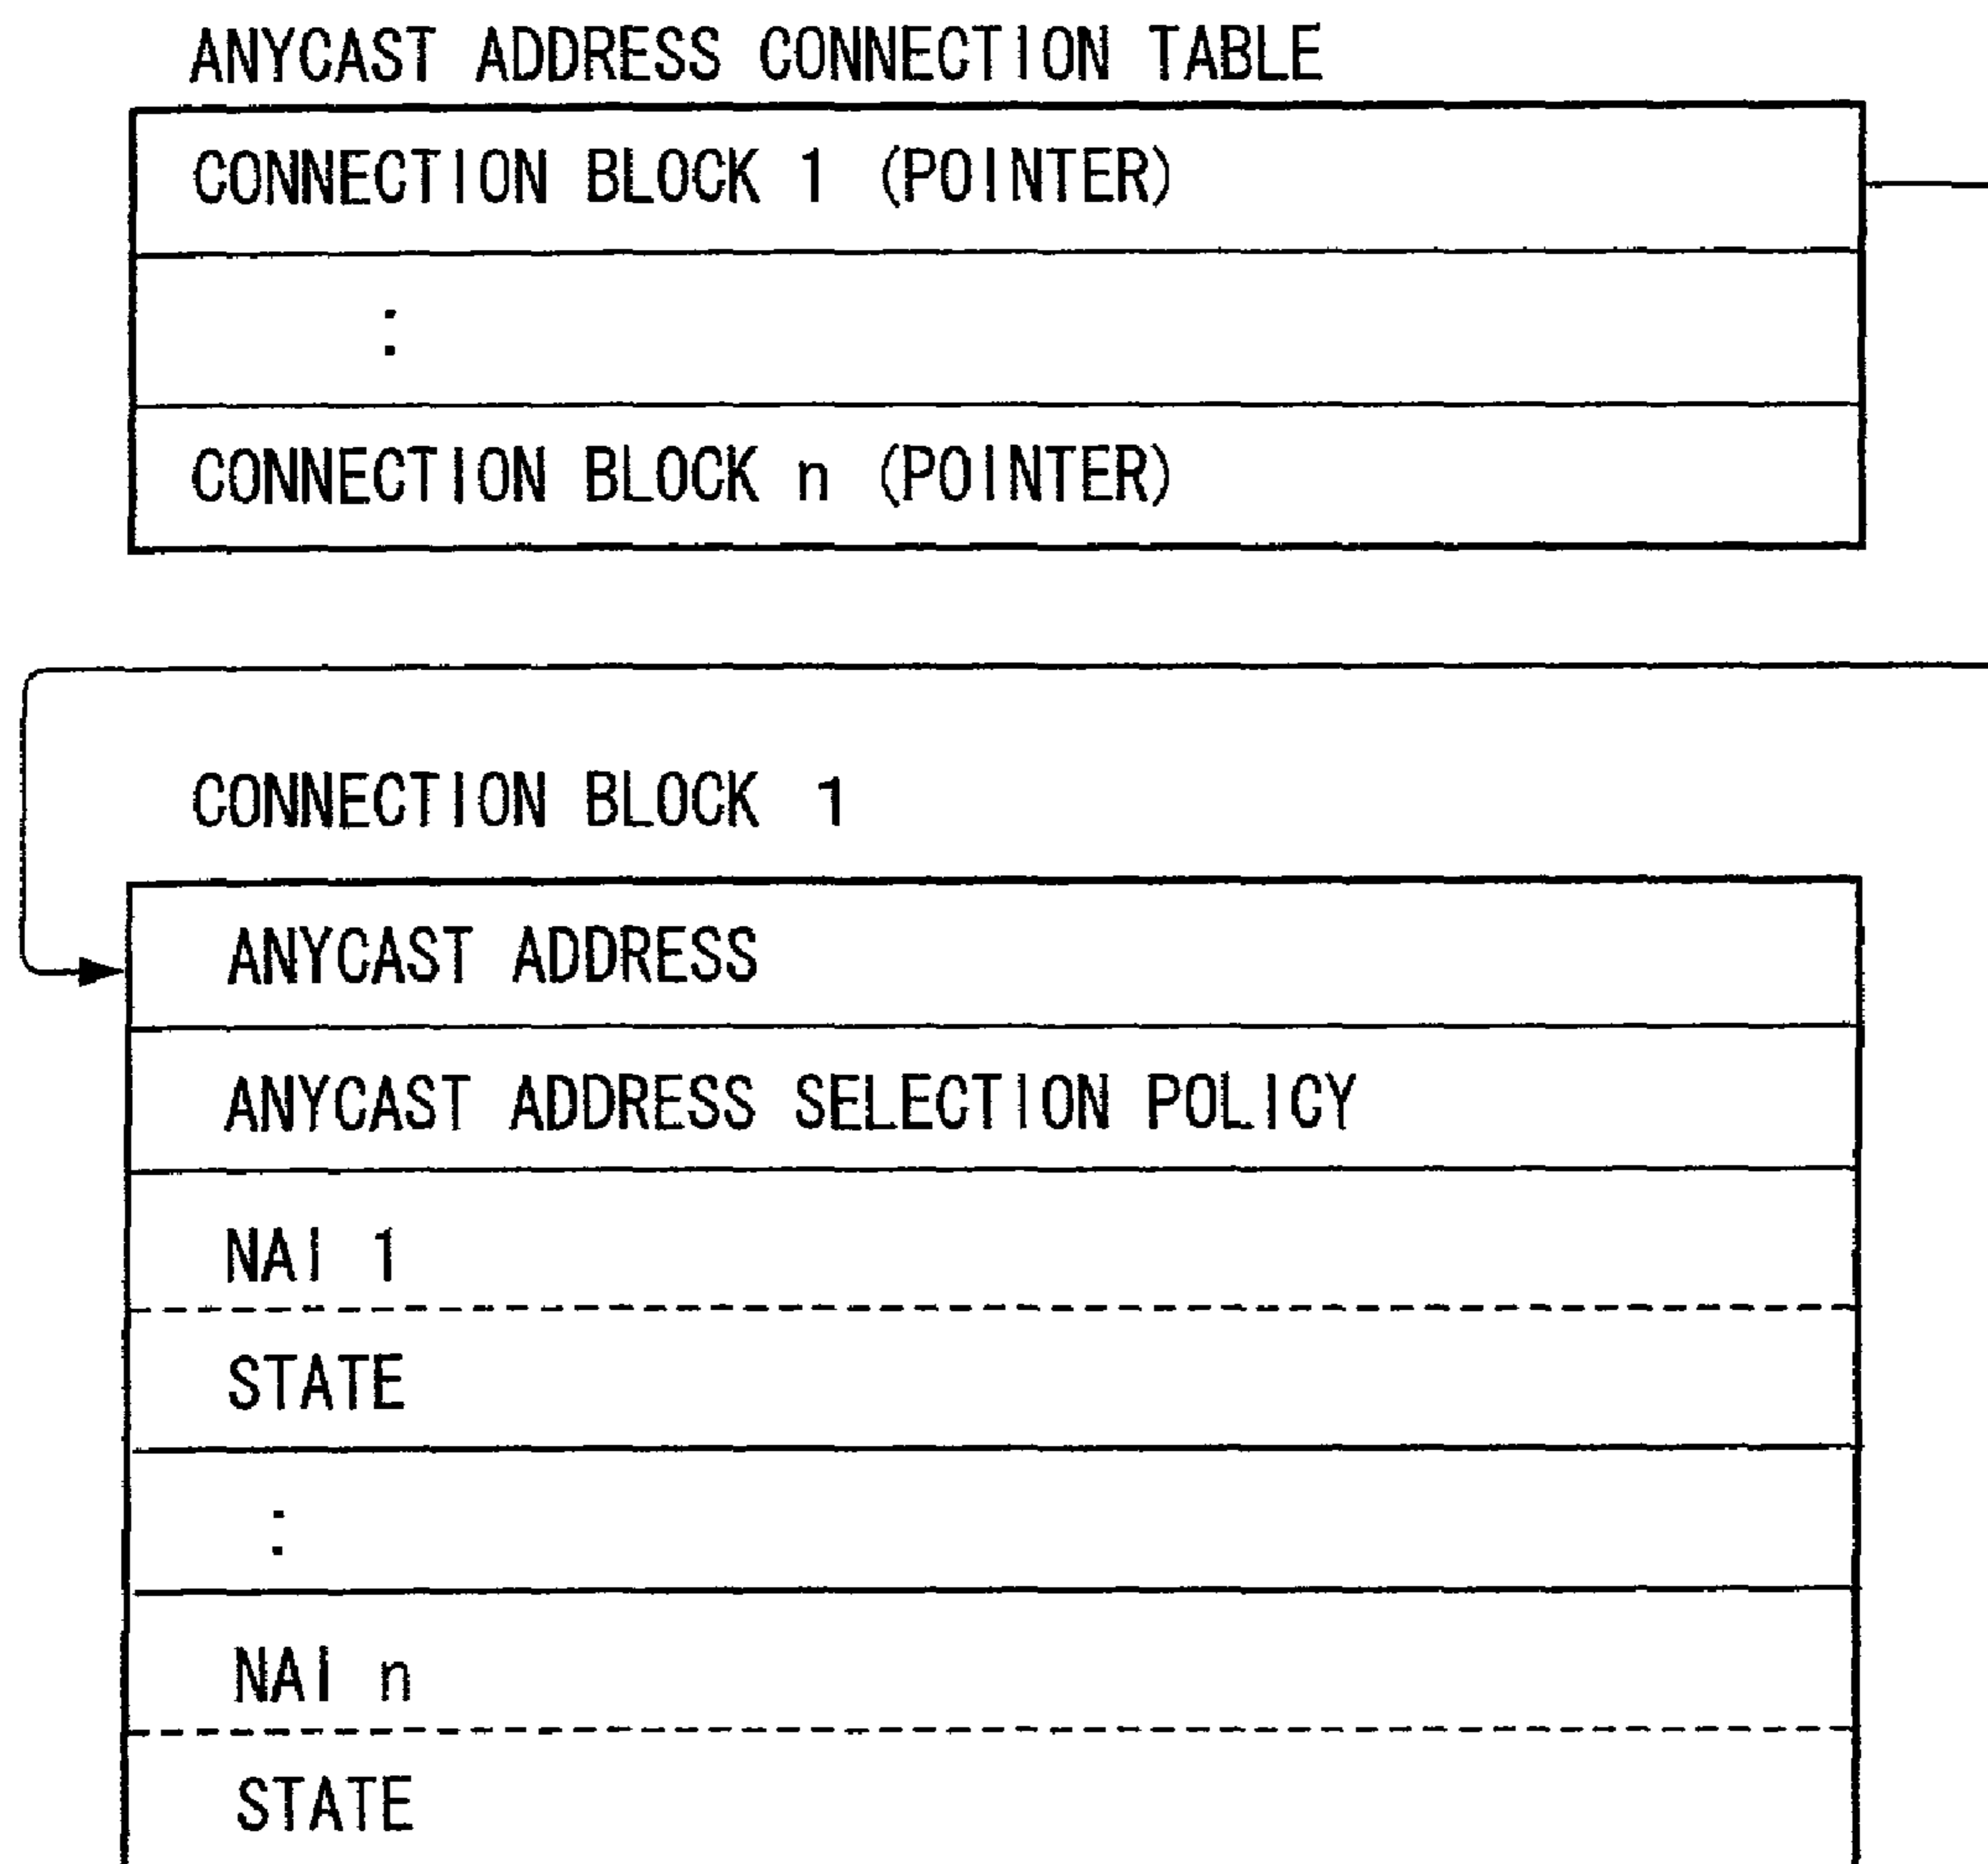 ANYCAST ADDRESS CONNECTION TABLE
CONNECTION BLOCK 1 (POINTER)
:
CONNECTION BLOCK n (POINTER)
CONNECTION BLOCK 1
ANYCAST ADDRESS
ANYCAST ADDRESS SELECTION POLICY
NAI 1
STATE
:
NAI n
STATE